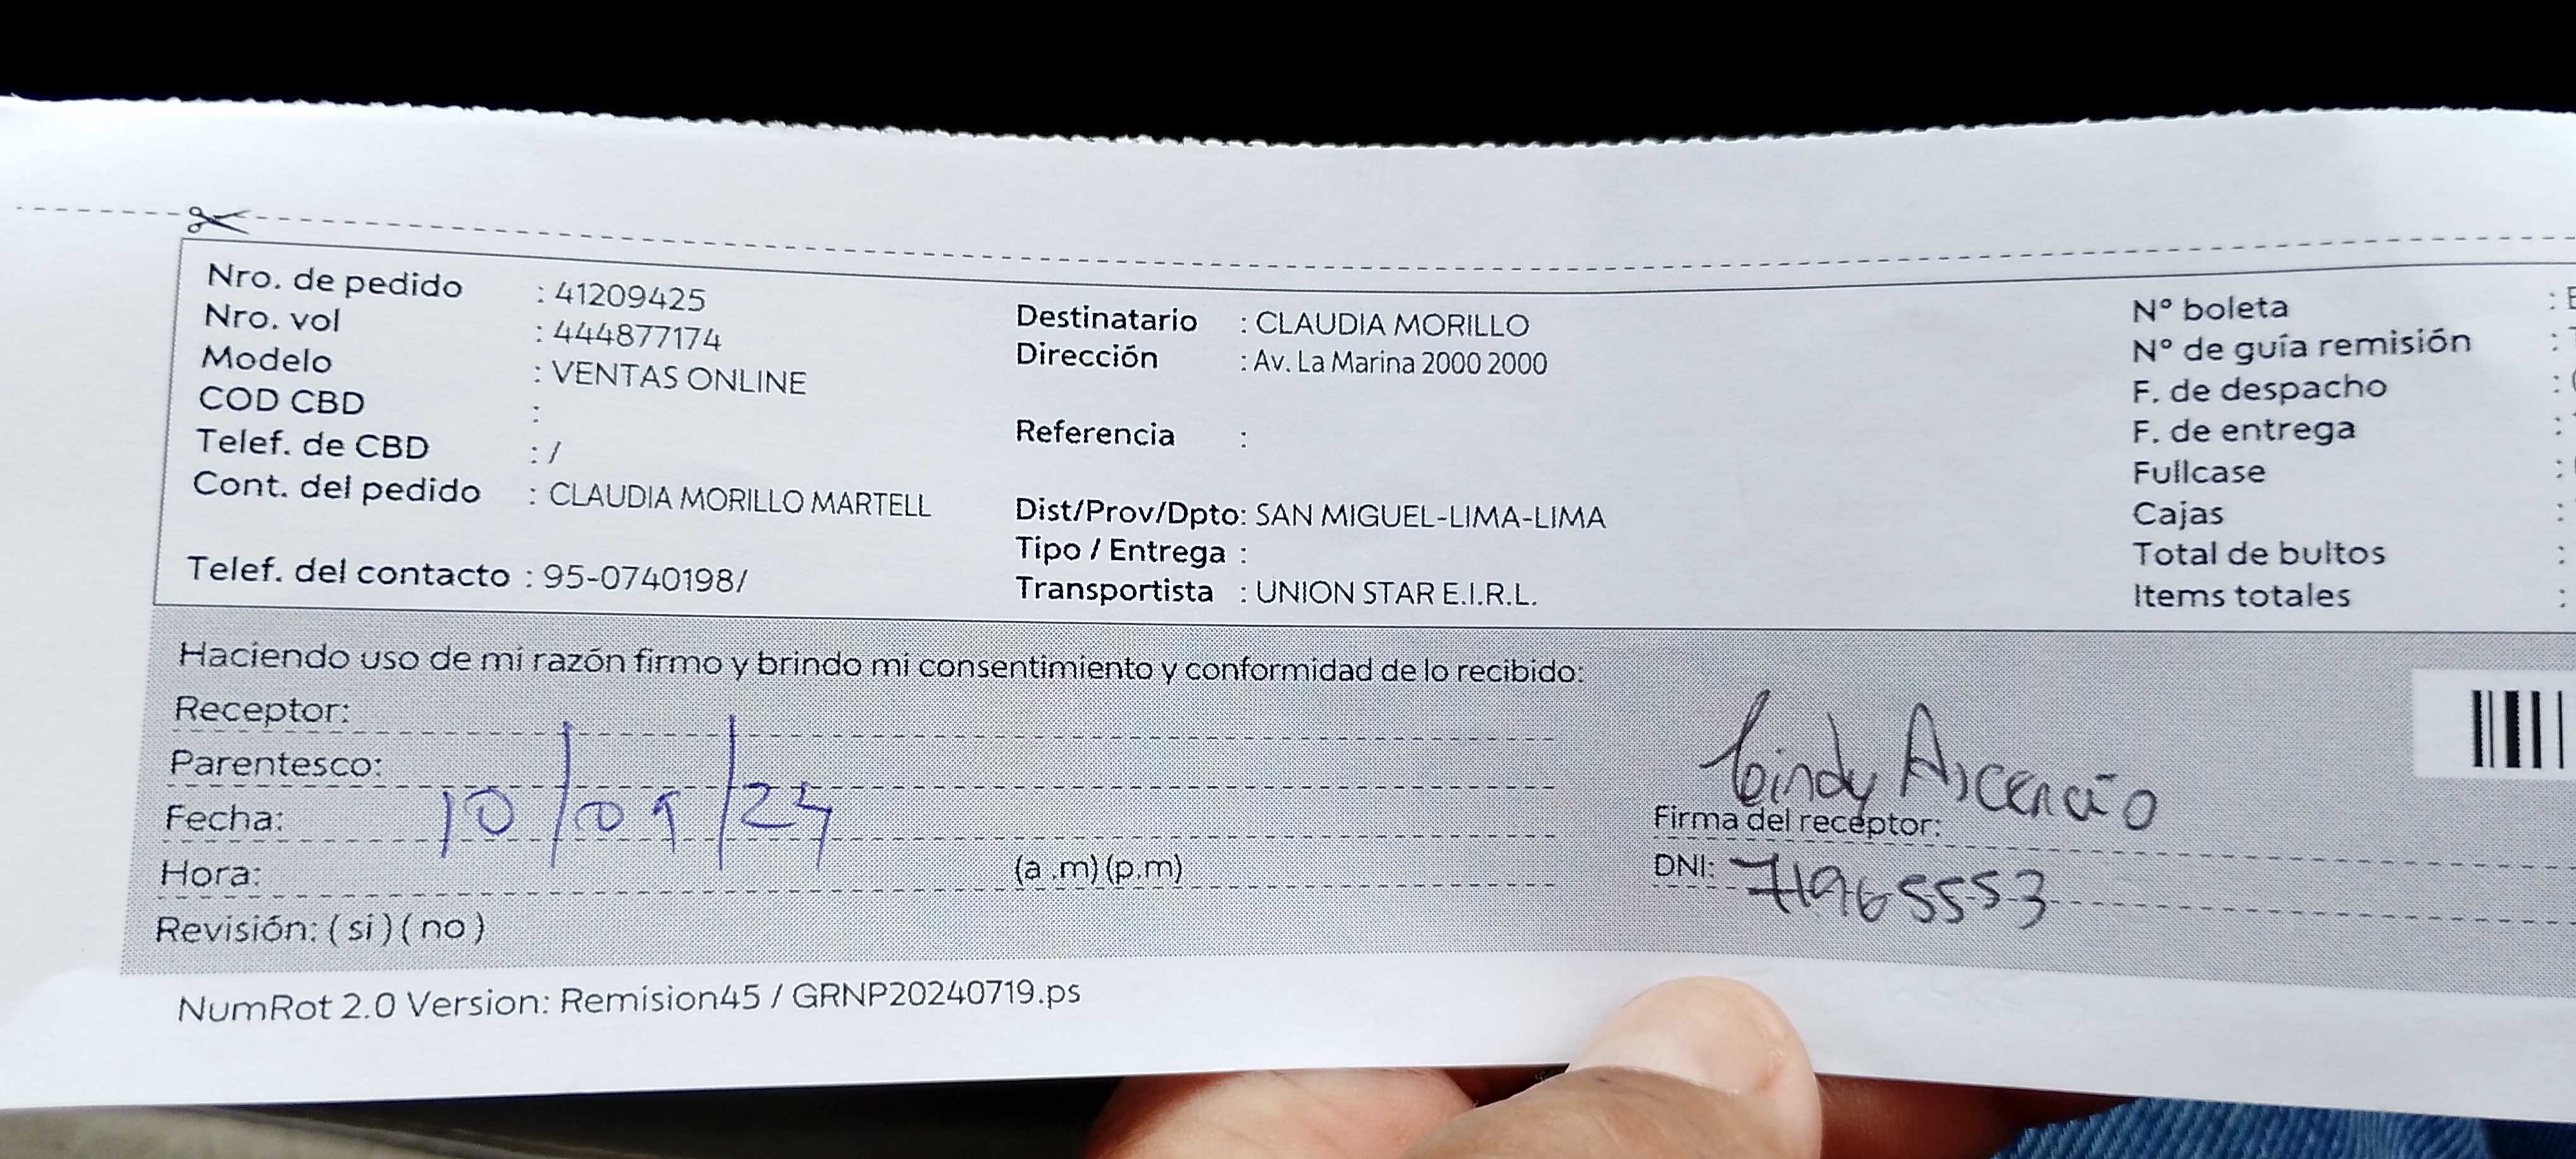 Nro. de pedido : 41209425
Nro. vol : 444877174
Modelo : VENTAS ONLINE
COD CBD :
Telef. de CBD : /
Cont. del pedido : CLAUDIA MORILLO MARTELL
Telef. del contacto : 95-0740198/
Destinatario : CLAUDIA MORILLO
Dirección : Av. La Marina 2000 2000
Referencia :
Dist/Prov/Dpto: SAN MIGUEL-LIMA-LIMA
Tipo / Entrega :
Transportista : UNION STAR E.I.R.L.
N° boleta :
N° de guía remisión :
F. de despacho :
F. de entrega :
Fullcase :
Cajas :
Total de bultos :
Items totales :
Haciendo uso de mi razón firmo y brindo mi consentimiento y conformidad de lo recibido:
Receptor:
Parentesco:
Fecha: 10/09/24
Hora: (a .m) (p.m)
Revisión: ( si ) ( no )
Cindy Ascencio
Firma del receptor:
DNI: 71965553
NumRot 2.0 Version: Remision45 / GRNP20240719.ps